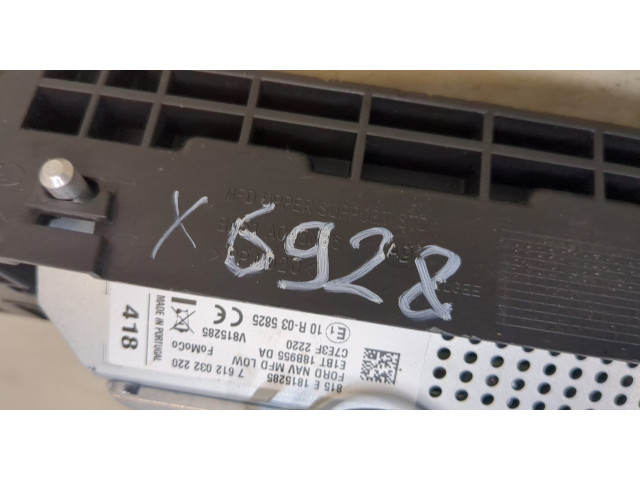 x 6928
MFD UPPER SUPPORT
815 E 1815285
FORD NAV MFD LOW
E1BT 18B955 DA
C7E3F 2220
E1 10 R-03 5825
V815285
7 612 032 220
FoMoCo
MADE IN PORTUGAL
418